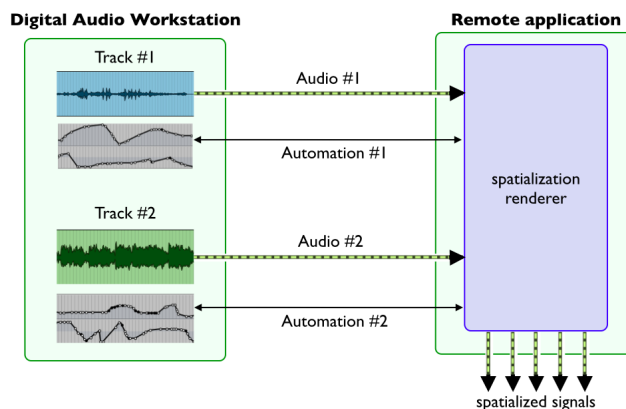 Digital Audio Workstation
Remote application
Track #1
Audio #1
Automation #1
spatialization
renderer
Track #2
Audio #2
Automation #2
spatialized signals